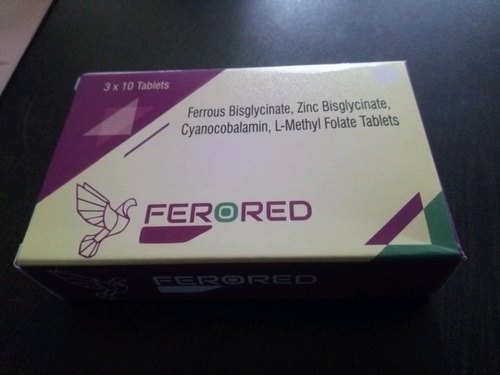 3 x 10 Tablets
Ferrous Bisglycinate, Zinc Bisglycinate,
Cyanocobalamin, L-Methyl Folate Tablets
FERORED
FERORED